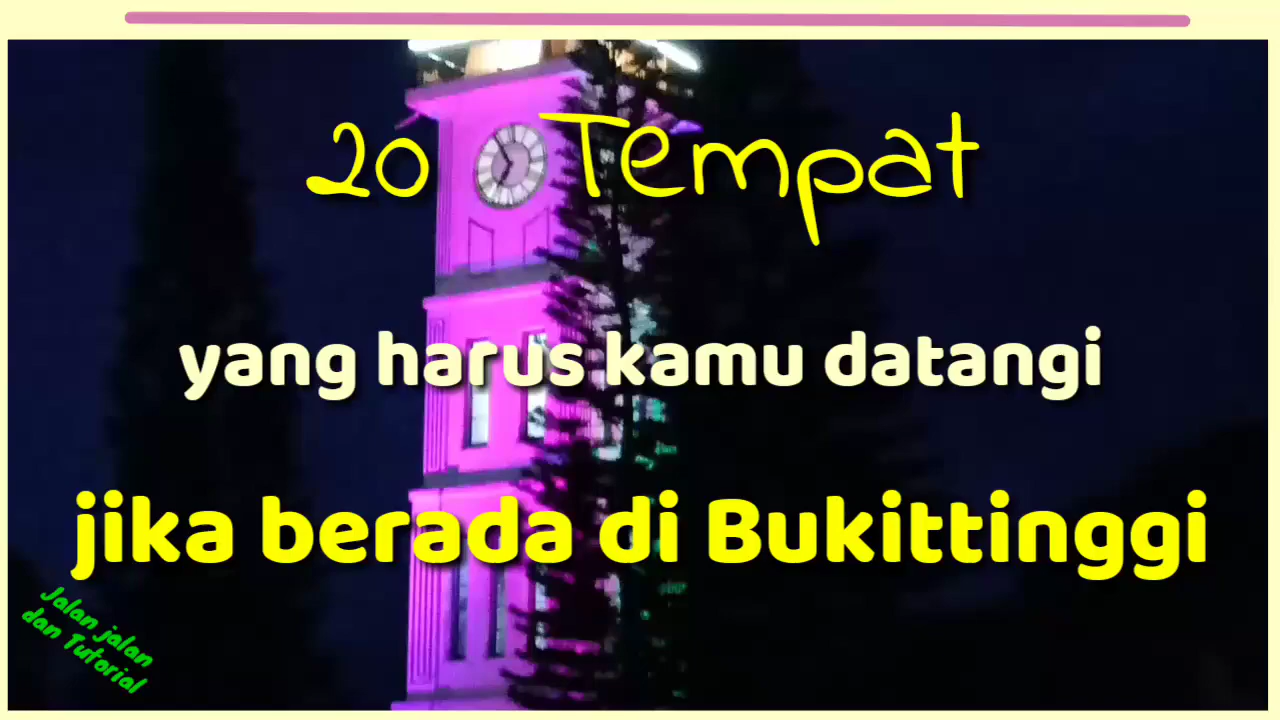 20 Tempat
yang harus kamu datangi
jika berada di Bukittinggi
Jalan jalan
dan Tutorial